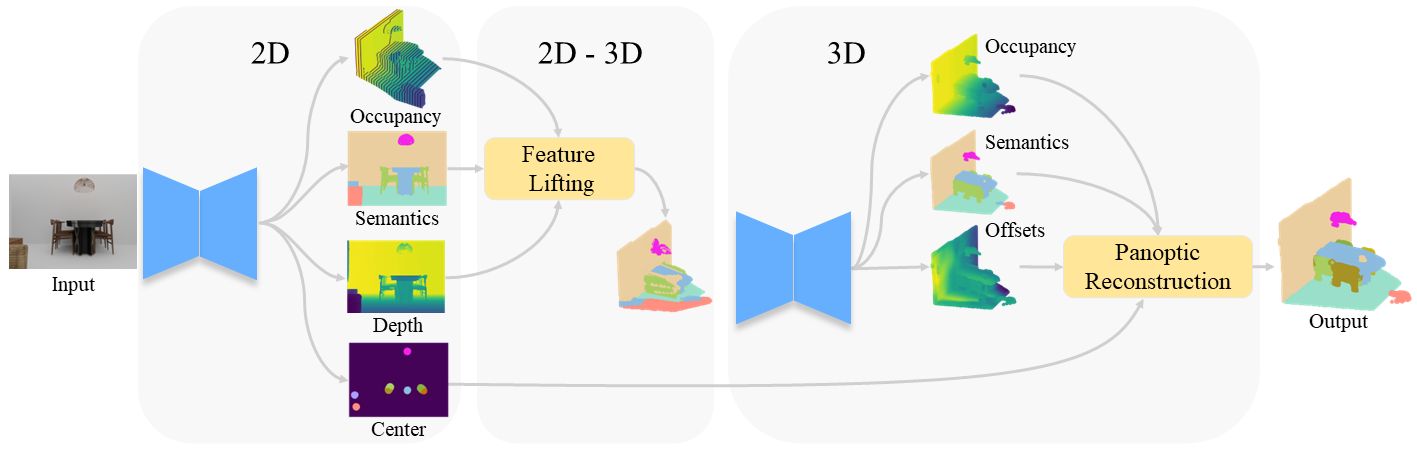 2D
Occupancy
Semantics
Depth
Center
Input
2D - 3D
Feature
Lifting
3D
Occupancy
Semantics
Offsets
Panoptic
Reconstruction
Output